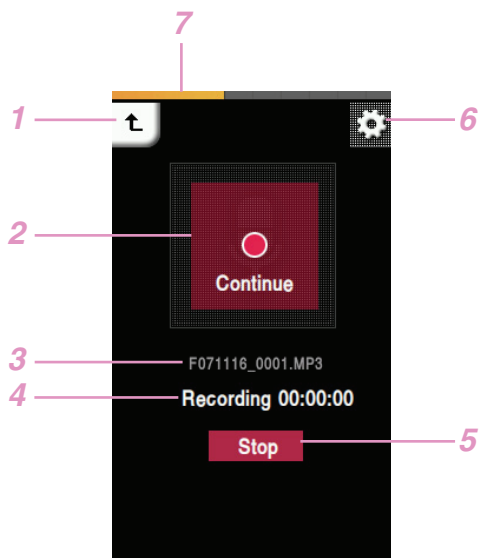 7
1
6
2
Continue
3 F071116_0001.MP3
4 Recording 00:00:00
Stop 5